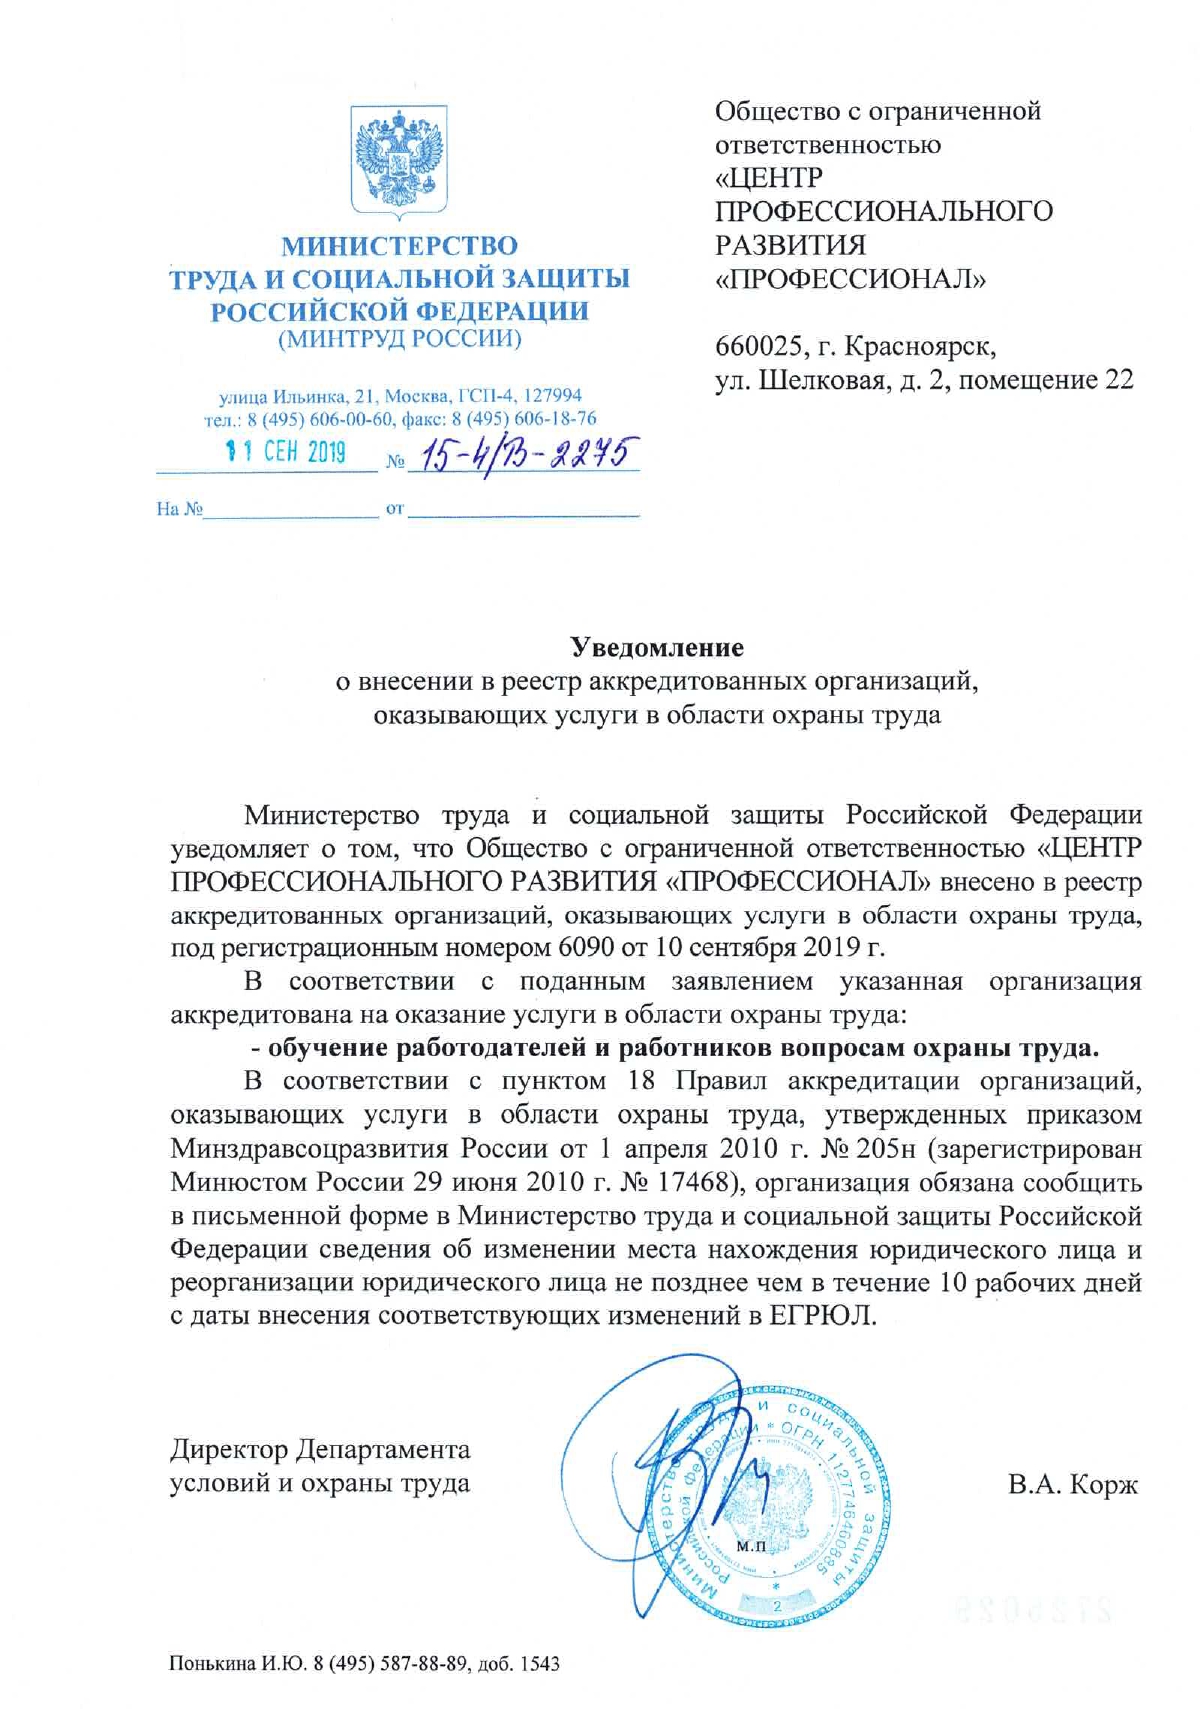 МИНИСТЕРСТВО
ТРУДА И СОЦИАЛЬНОЙ ЗАЩИТЫ
РОССИЙСКОЙ ФЕДЕРАЦИИ
(МИНТРУД РОССИИ)
улица Ильинка, 21, Москва, ГСП-4, 127994
тел.: 8 (495) 606-00-60, факс: 8 (495) 606-18-76
11 СЕН 2019 № 15-4/В-2275
На № от
Общество с ограниченной
ответственностью
«ЦЕНТР
ПРОФЕССИОНАЛЬНОГО
РАЗВИТИЯ
«ПРОФЕССИОНАЛ»
660025, г. Красноярск,
ул. Шелковая, д. 2, помещение 22
Уведомление
о внесении в реестр аккредитованных организаций,
оказывающих услуги в области охраны труда
Министерство труда и социальной защиты Российской Федерации
уведомляет о том, что Общество с ограниченной ответственностью «ЦЕНТР
ПРОФЕССИОНАЛЬНОГО РАЗВИТИЯ «ПРОФЕССИОНАЛ» внесено в реестр
аккредитованных организаций, оказывающих услуги в области охраны труда,
под регистрационным номером 6090 от 10 сентября 2019 г.
В соответствии с поданным заявлением указанная организация
аккредитована на оказание услуги в области охраны труда:
- обучение работодателей и работников вопросам охраны труда.
В соответствии с пунктом 18 Правил аккредитации организаций,
оказывающих услуги в области охраны труда, утвержденных приказом
Минздравсоцразвития России от 1 апреля 2010 г. № 205н (зарегистрирован
Минюстом России 29 июня 2010 г. № 17468), организация обязана сообщить
в письменной форме в Министерство труда и социальной защиты Российской
Федерации сведения об изменении места нахождения юридического лица и
реорганизации юридического лица не позднее чем в течение 10 рабочих дней
с даты внесения соответствующих изменений в ЕГРЮЛ.
Директор Департамента
условий и охраны труда
В.А. Корж
Министерство труда и социальной защиты
Российской Федерации * ОГРН 1127746460885
*
М.П
2
Понькина И.Ю. 8 (495) 587-88-89, доб. 1543